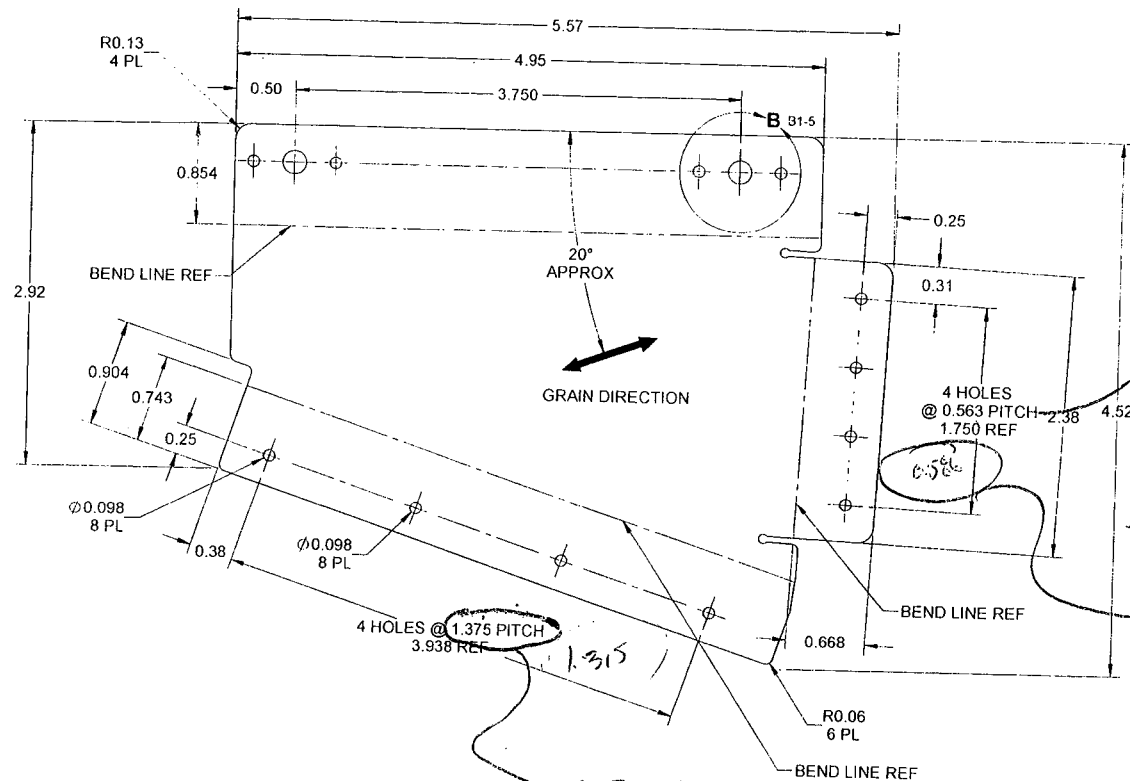 5.57
4.95
R0.13
4 PL
0.50
3.750
B B1-5
0.854
0.25
20°
APPROX
BEND LINE REF
0.31
2.92
GRAIN DIRECTION
0.904
0.743
0.25
4 HOLES
@ 0.563 PITCH
1.750 REF
2.38
4.52
Ø0.098
8 PL
Ø0.098
8 PL
0.38
BEND LINE REF
4 HOLES @ 1.375 PITCH
3.938 REF
1.315
0.668
R0.06
6 PL
BEND LINE REF